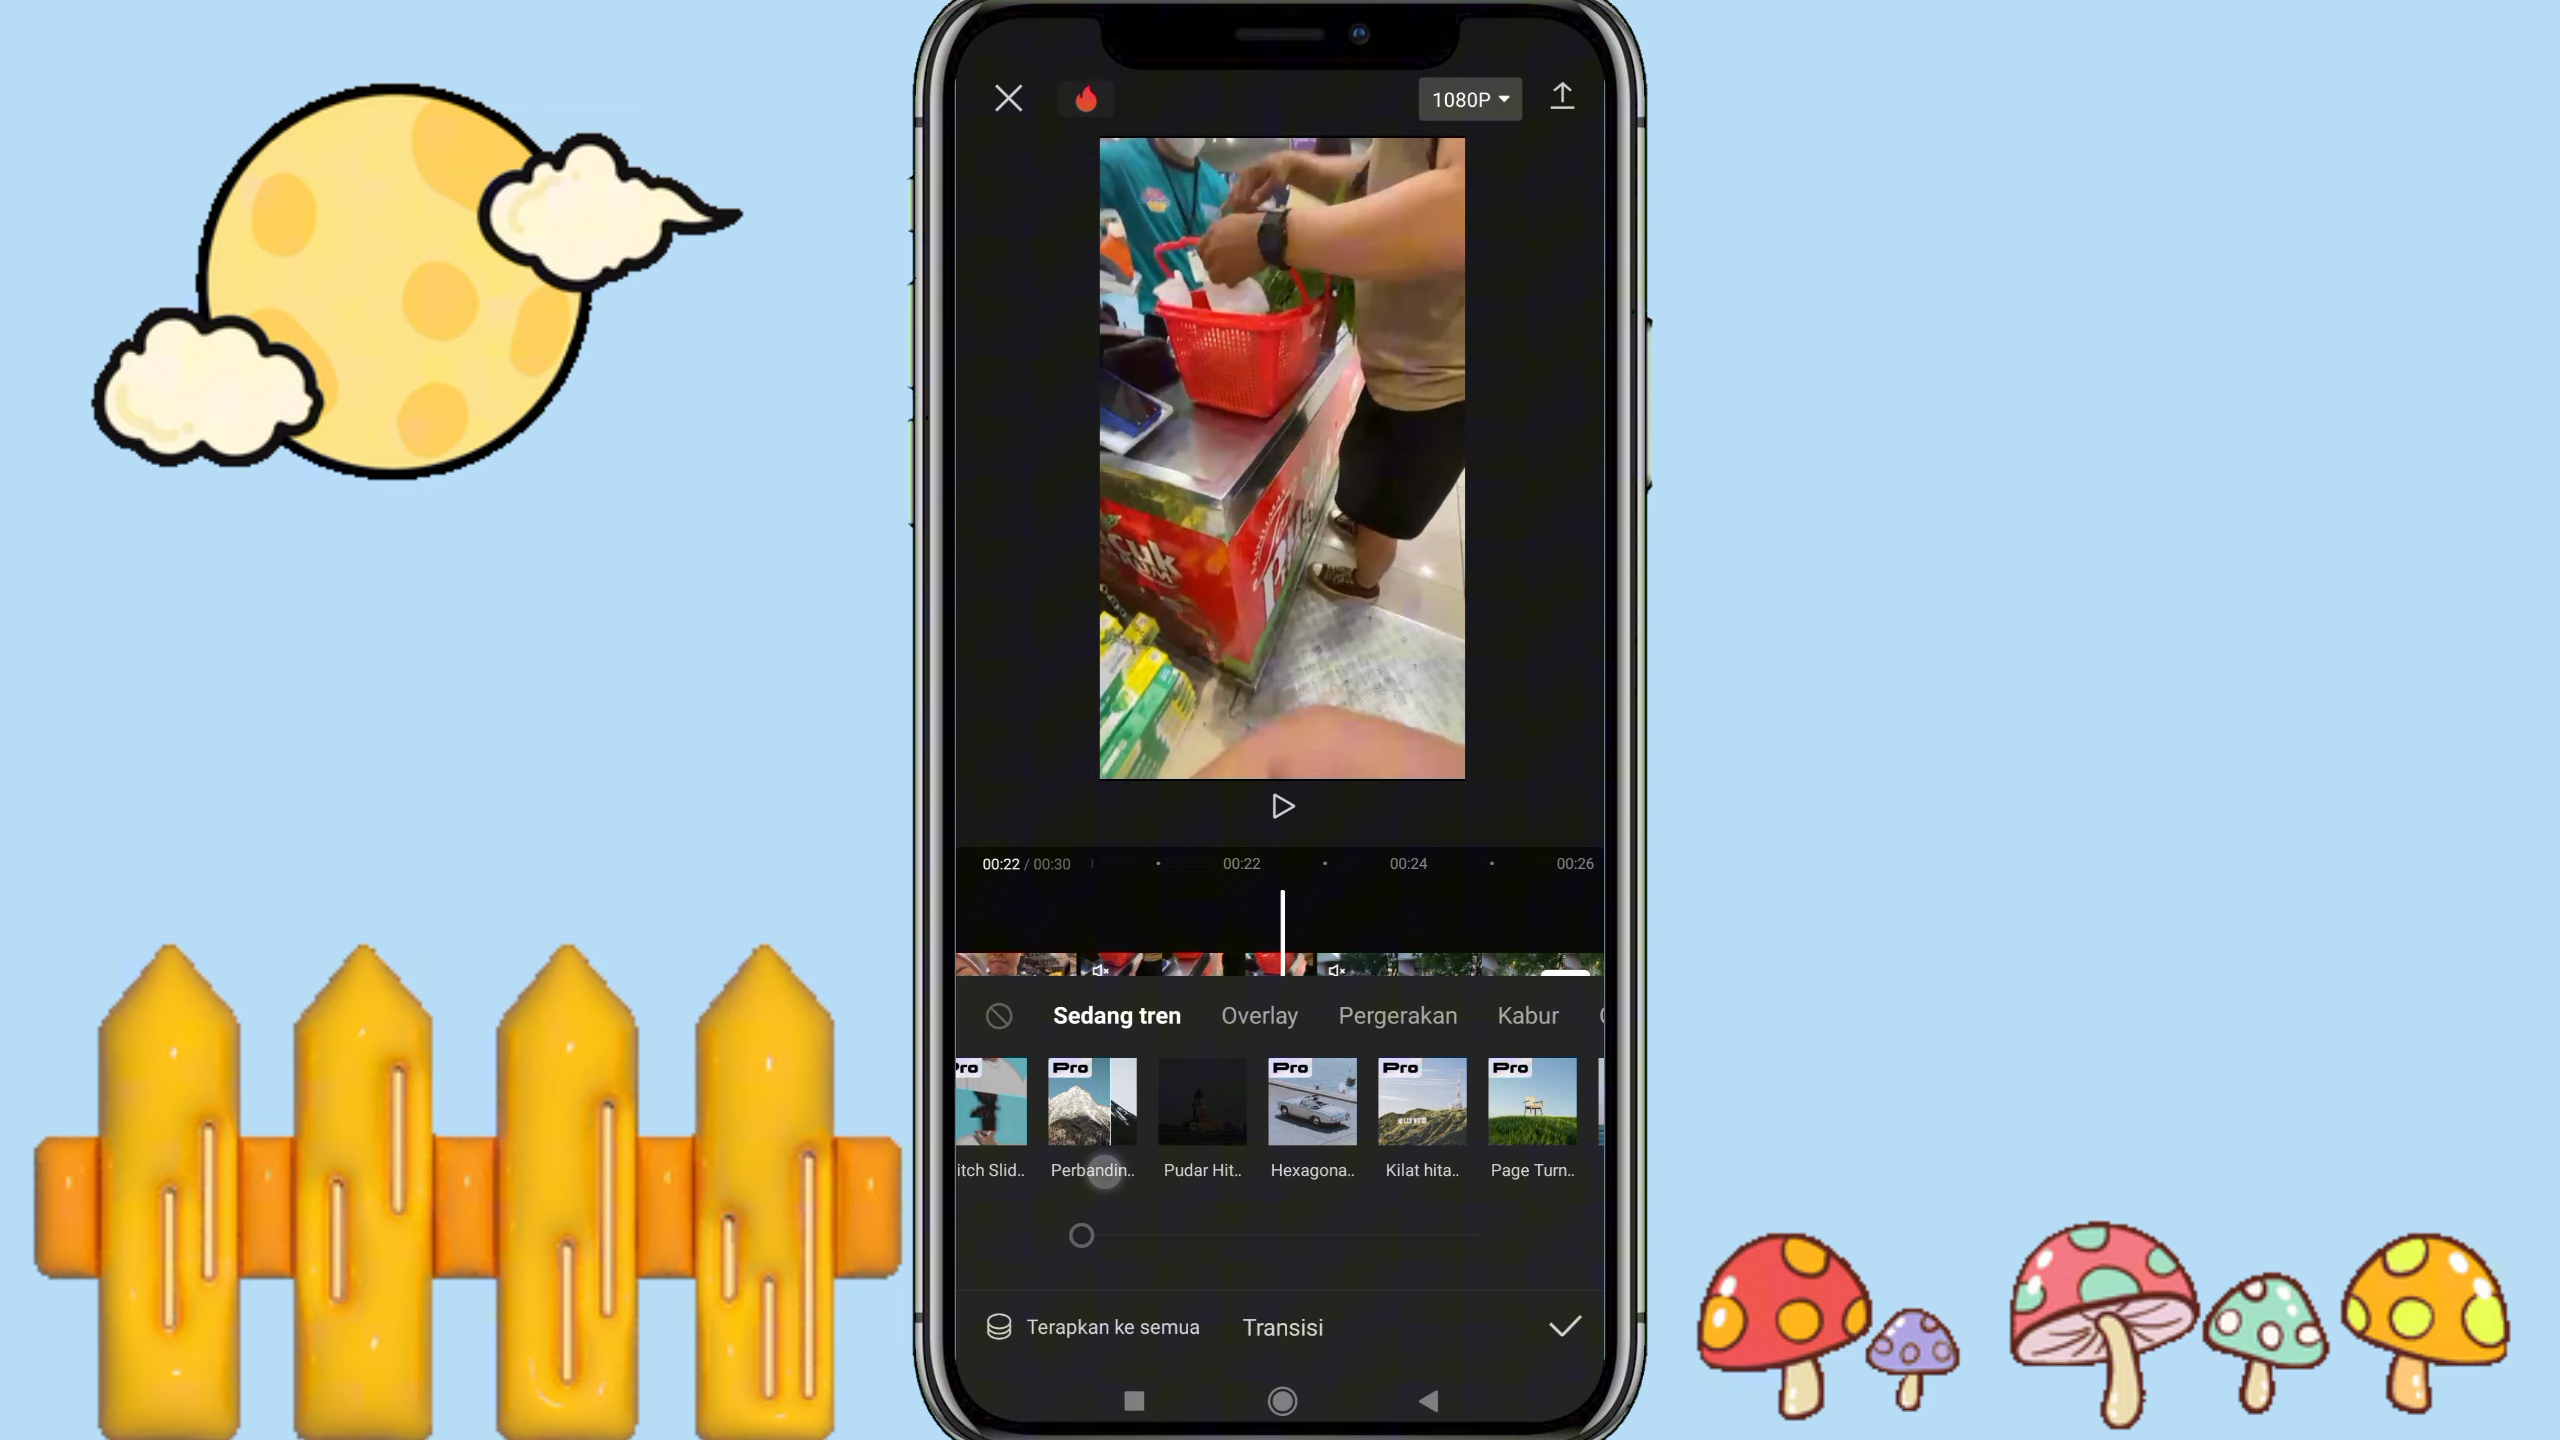 1080P
00:22 / 00:30
00:22
00:24
00:26
Sedang tren
Overlay
Pergerakan
Kabur
Pro
Pro
Pro
Pro
itch Slid..
Perbandin..
Pudar Hit..
Hexagona..
Kilat hita..
Page Turn..
Terapkan ke semua
Transisi